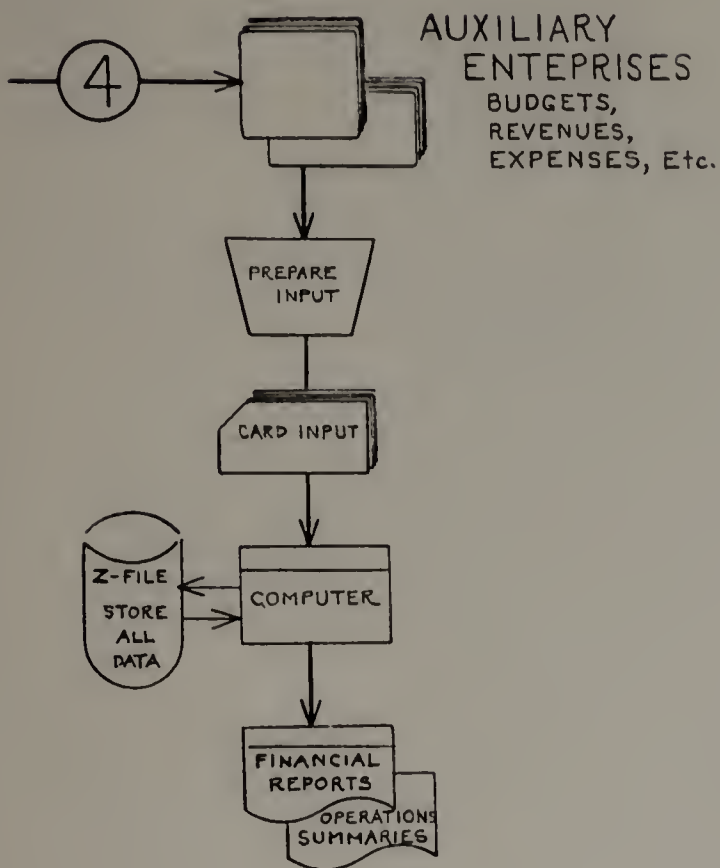 4
AUXILIARY
ENTEPRISES
BUDGETS,
REVENUES,
EXPENSES, Etc.
PREPARE
INPUT
CARD INPUT
Z-FILE
STORE
ALL
DATA
COMPUTER
FINANCIAL
REPORTS
OPERATIONS
SUMMARIES